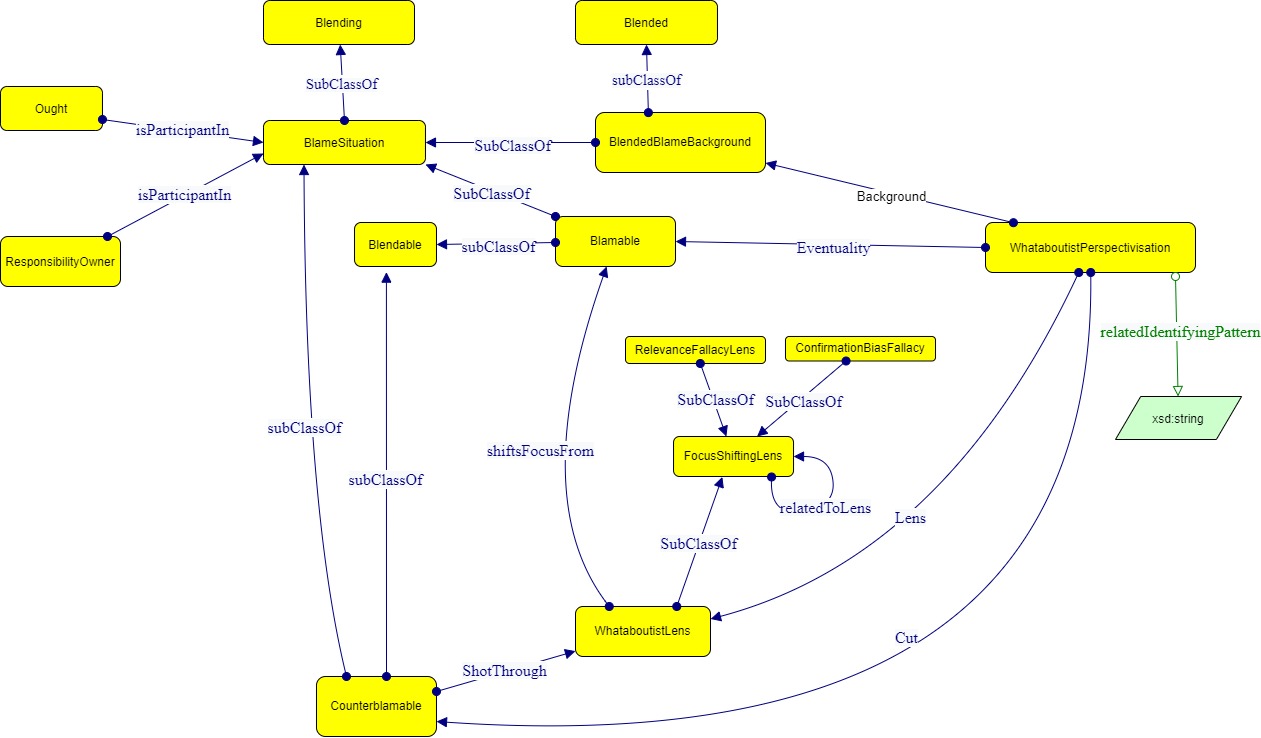 Blending
Blended
SubClassOf
subClassOf
Ought
isParticipantIn
BlameSituation
SubClassOf
BlendedBlameBackground
isParticipantIn
SubClassOf
Background
ResponsibilityOwner
Blendable
subClassOf
Blamable
Eventuality
WhataboutistPerspectivisation
relatedIdentifyingPattern
RelevanceFallacyLens
ConfirmationBiasFallacy
SubClassOf
SubClassOf
xsd:string
subClassOf
shiftsFocusFrom
FocusShiftingLens
subClassOf
relatedToLens
Lens
SubClassOf
WhataboutistLens
Cut
ShotThrough
Counterblamable